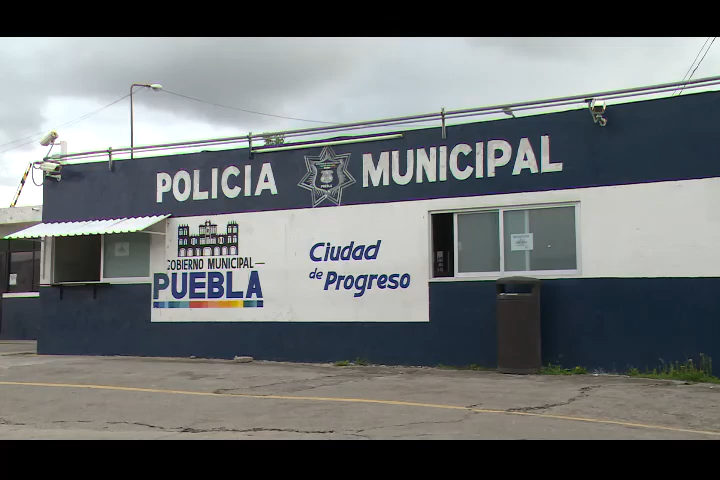 POLICIA MUNICIPAL
GOBIERNO MUNICIPAL
PUEBLA
Ciudad
de Progreso